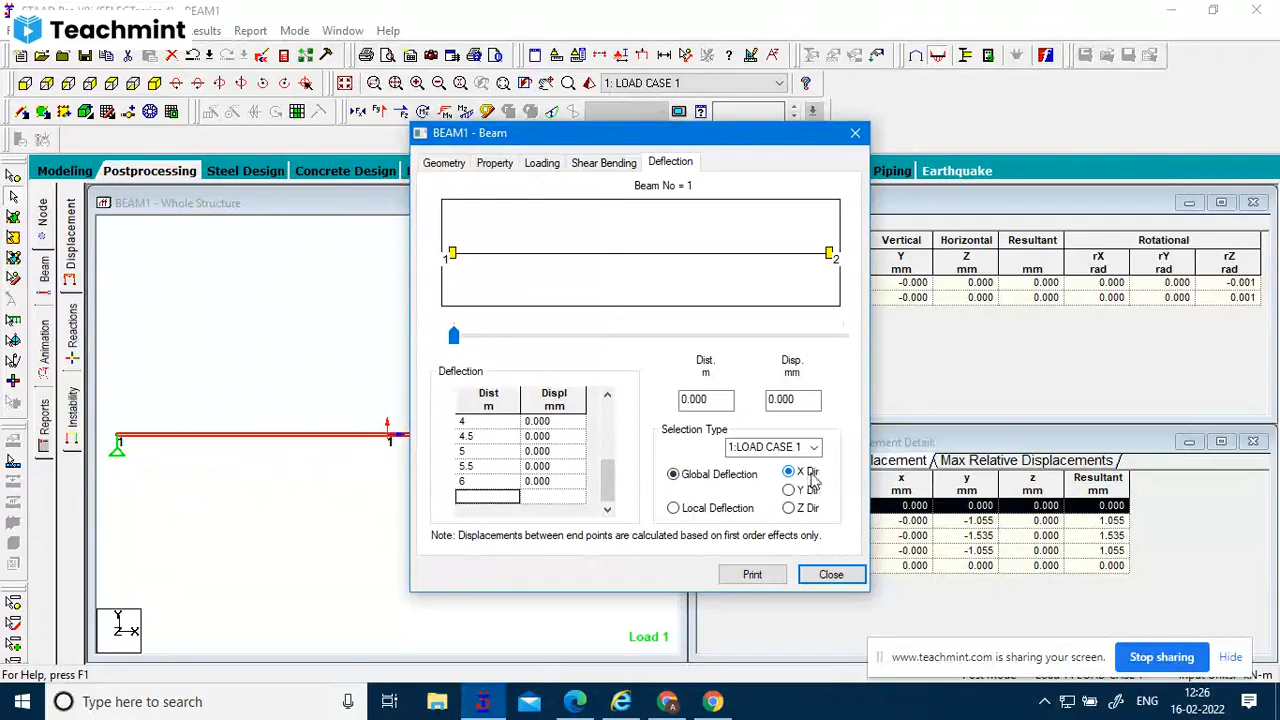 STAAD.Pro V8i (SELECTseries 4) - BEAM1
Teachmint
Results Report Mode Window Help
1: LOAD CASE 1
Modeling Postprocessing Steel Design Concrete Design Piping Earthquake
BEAM1 - Whole Structure
Node
Beam
Animation
Reports
Displacement
Reactions
Instability
1
1
Y
Z X
Load 1
BEAM1 - Beam
Geometry Property Loading Shear Bending Deflection
Beam No = 1
1 2
Deflection
Dist Displ
m mm
4 0.000
4.5 0.000
5 0.000
5.5 0.000
6 0.000
Dist. Disp.
m mm
0.000 0.000
Selection Type
1:LOAD CASE 1
Global Deflection X Dir
Y Dir
Local Deflection Z Dir
Note: Displacements between end points are calculated based on first order effects only.
Print Close
Vertical Horizontal Resultant Rotational
Y Z rX rY rZ
mm mm mm rad rad rad
-0.000 0.000 0.000 0.000 0.000 -0.001
-0.000 0.000 0.000 0.000 0.000 0.001
ement Detail:
lacement Max Relative Displacements
x y z Resultant
mm mm mm mm
0.000 0.000 0.000 0.000
-0.000 -1.055 0.000 1.055
-0.000 -1.535 0.000 1.535
-0.000 -1.055 0.000 1.055
0.000 0.000 0.000 0.000
www.teachmint.com is sharing your screen. Stop sharing Hide
For Help, press F1
Type here to search
ENG
12:26
16-02-2022